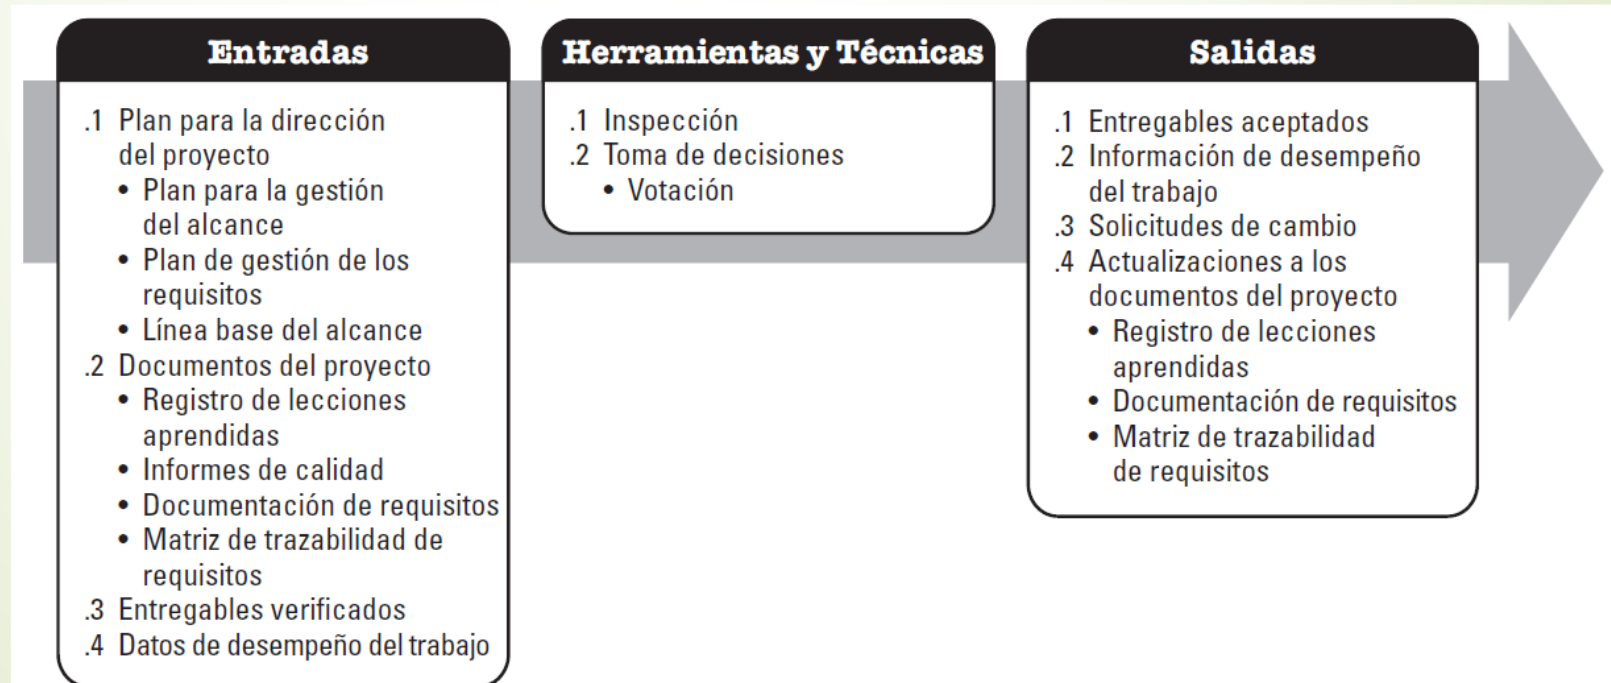 Entradas
.1 Plan para la dirección
del proyecto
• Plan para la gestión
del alcance
• Plan de gestión de los
requisitos
• Línea base del alcance
.2 Documentos del proyecto
• Registro de lecciones
aprendidas
• Informes de calidad
• Documentación de requisitos
• Matriz de trazabilidad de
requisitos
.3 Entregables verificados
.4 Datos de desempeño del trabajo
Herramientas y Técnicas
.1 Inspección
.2 Toma de decisiones
• Votación
Salidas
.1 Entregables aceptados
.2 Información de desempeño
del trabajo
.3 Solicitudes de cambio
.4 Actualizaciones a los
documentos del proyecto
• Registro de lecciones
aprendidas
• Documentación de requisitos
• Matriz de trazabilidad
de requisitos